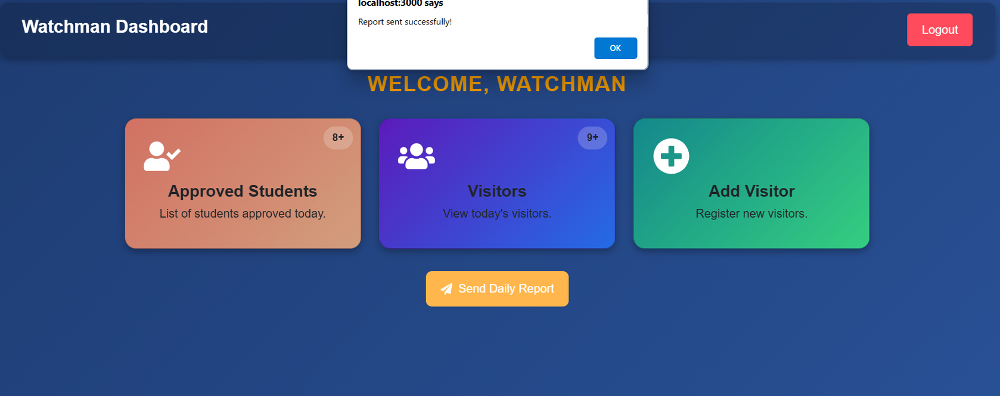 localhost:3000 says
Report sent successfully!
OK
Watchman Dashboard
Logout
WELCOME, WATCHMAN
8+
Approved Students
List of students approved today.
9+
Visitors
View today's visitors.
Add Visitor
Register new visitors.
Send Daily Report